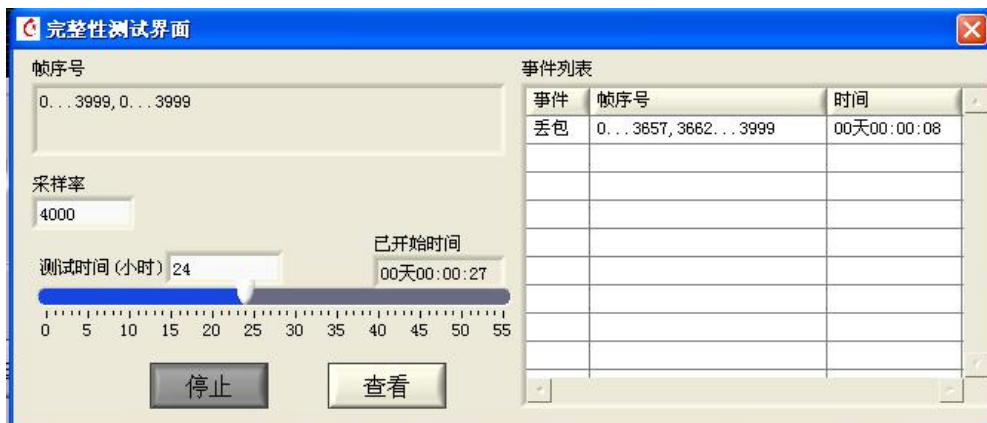 完整性测试界面
帧序号
0...3999,0...3999
采样率
4000
测试时间(小时) 24
已开始时间
00天00:00:27
0 5 10 15 20 25 30 35 40 45 50 55
停止 查看
事件列表
事件 帧序号 时间
丢包 0...3657,3662...3999 00天00:00:08